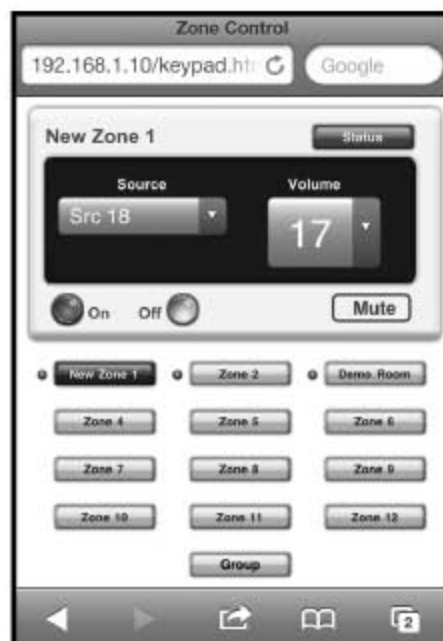 Zone Control
192.168.1.10/keypad.ht
Google
New Zone 1
Status
Source
Volume
Src 18
17
On
Off
Mute
New Zone 1
Zone 2
Demo Room
Zone 4
Zone 5
Zone 6
Zone 7
Zone 8
Zone 9
Zone 10
Zone 11
Zone 12
Group
2